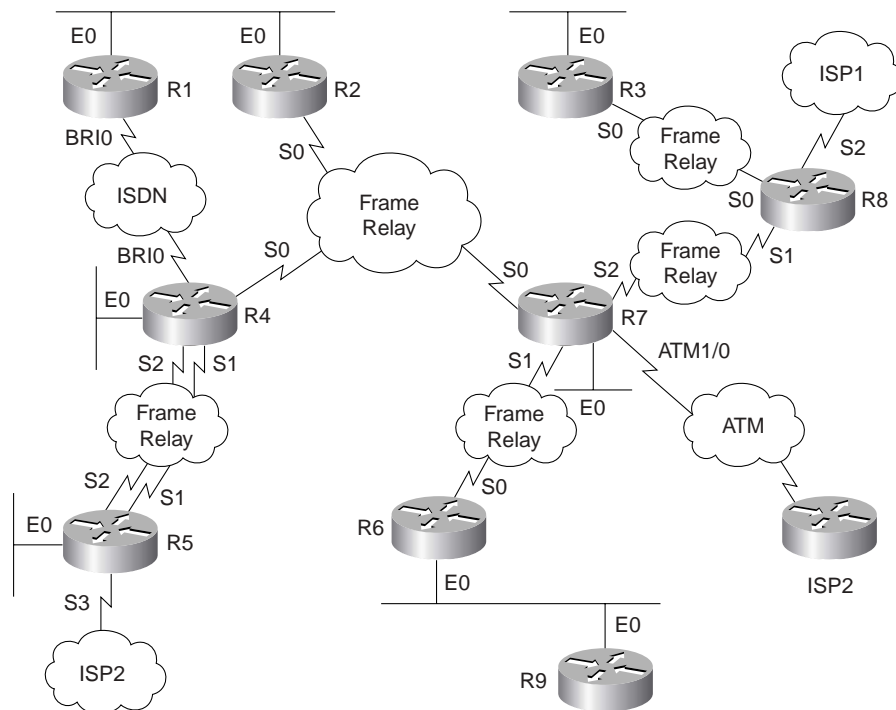 E0
E0
E0
R1
R2
R3
ISP1
BRI0
S0
S0
Frame
Relay
S2
ISDN
S0
R8
Frame
Relay
BRI0
S0
S0
S2
Frame
Relay
S1
E0
R4
R7
S2
S1
S1
ATM1/0
E0
Frame
Relay
Frame
Relay
ATM
S2
S1
S0
E0
R5
R6
ISP2
S3
E0
E0
ISP2
R9